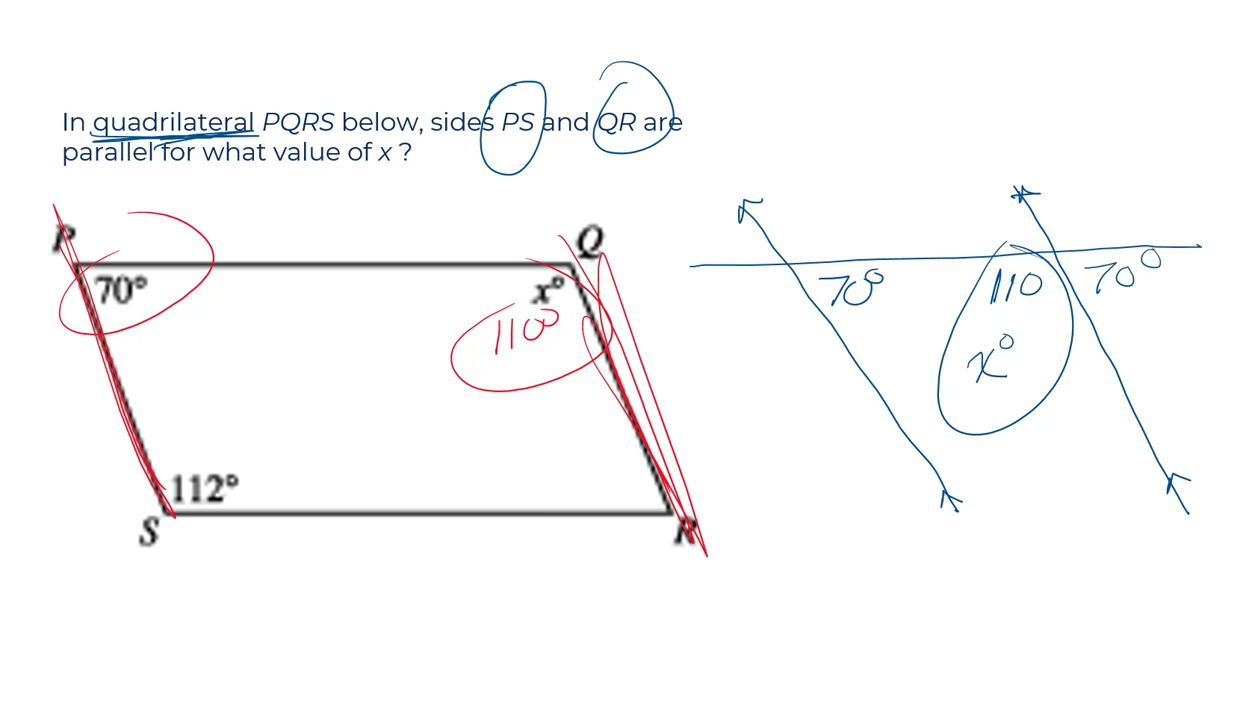 In quadrilateral PQRS below, sides PS and QR are
parallel for what value of x ?
P
Q
70°
x°
110°
112°
S
R
70°
110
70°
x°